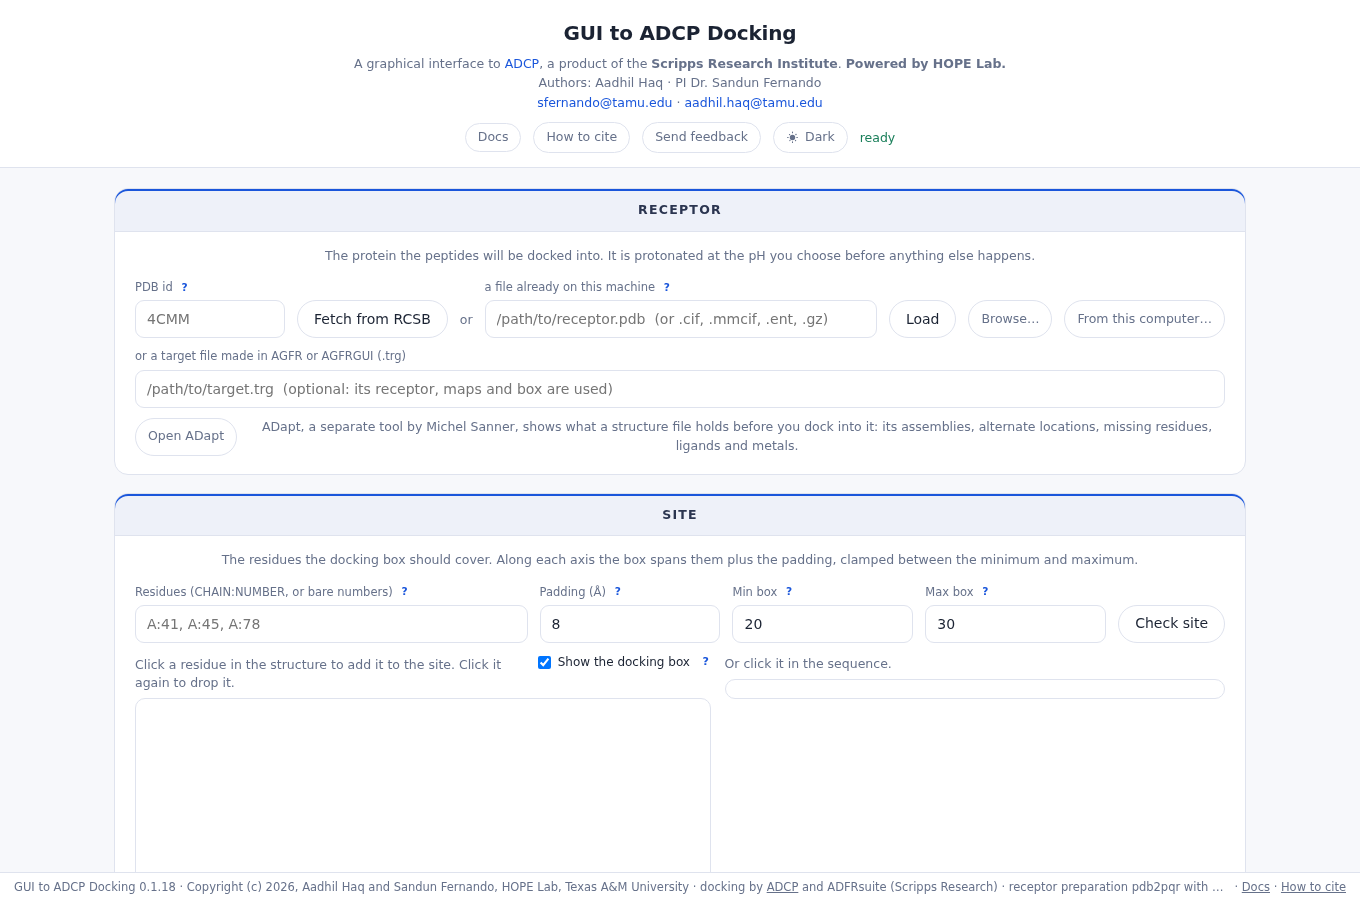 GUI to ADCP Docking
A graphical interface to ADCP, a product of the Scripps Research Institute. Powered by HOPE Lab.
Authors: Aadhil Haq · PI Dr. Sandun Fernando
sfernando@tamu.edu · aadhil.haq@tamu.edu
Docs How to cite Send feedback Dark ready
RECEPTOR
The protein the peptides will be docked into. It is protonated at the pH you choose before anything else happens.
PDB id ? a file already on this machine ?
4CMM Fetch from RCSB or /path/to/receptor.pdb (or .cif, .mmcif, .ent, .gz) Load Browse... From this computer...
or a target file made in AGFR or AGFRGUI (.trg)
/path/to/target.trg (optional: its receptor, maps and box are used)
Open ADapt ADapt, a separate tool by Michel Sanner, shows what a structure file holds before you dock into it: its assemblies, alternate locations, missing residues,
ligands and metals.
SITE
The residues the docking box should cover. Along each axis the box spans them plus the padding, clamped between the minimum and maximum.
Residues (CHAIN:NUMBER, or bare numbers) ? Padding (Å) ? Min box ? Max box ?
A:41, A:45, A:78 8 20 30 Check site
Click a residue in the structure to add it to the site. Click it Show the docking box ? Or click it in the sequence.
again to drop it.
GUI to ADCP Docking 0.1.18 · Copyright (c) 2026, Aadhil Haq and Sandun Fernando, HOPE Lab, Texas A&M University · docking by ADCP and ADFRsuite (Scripps Research) · receptor preparation pdb2pqr with ... · Docs · How to cite